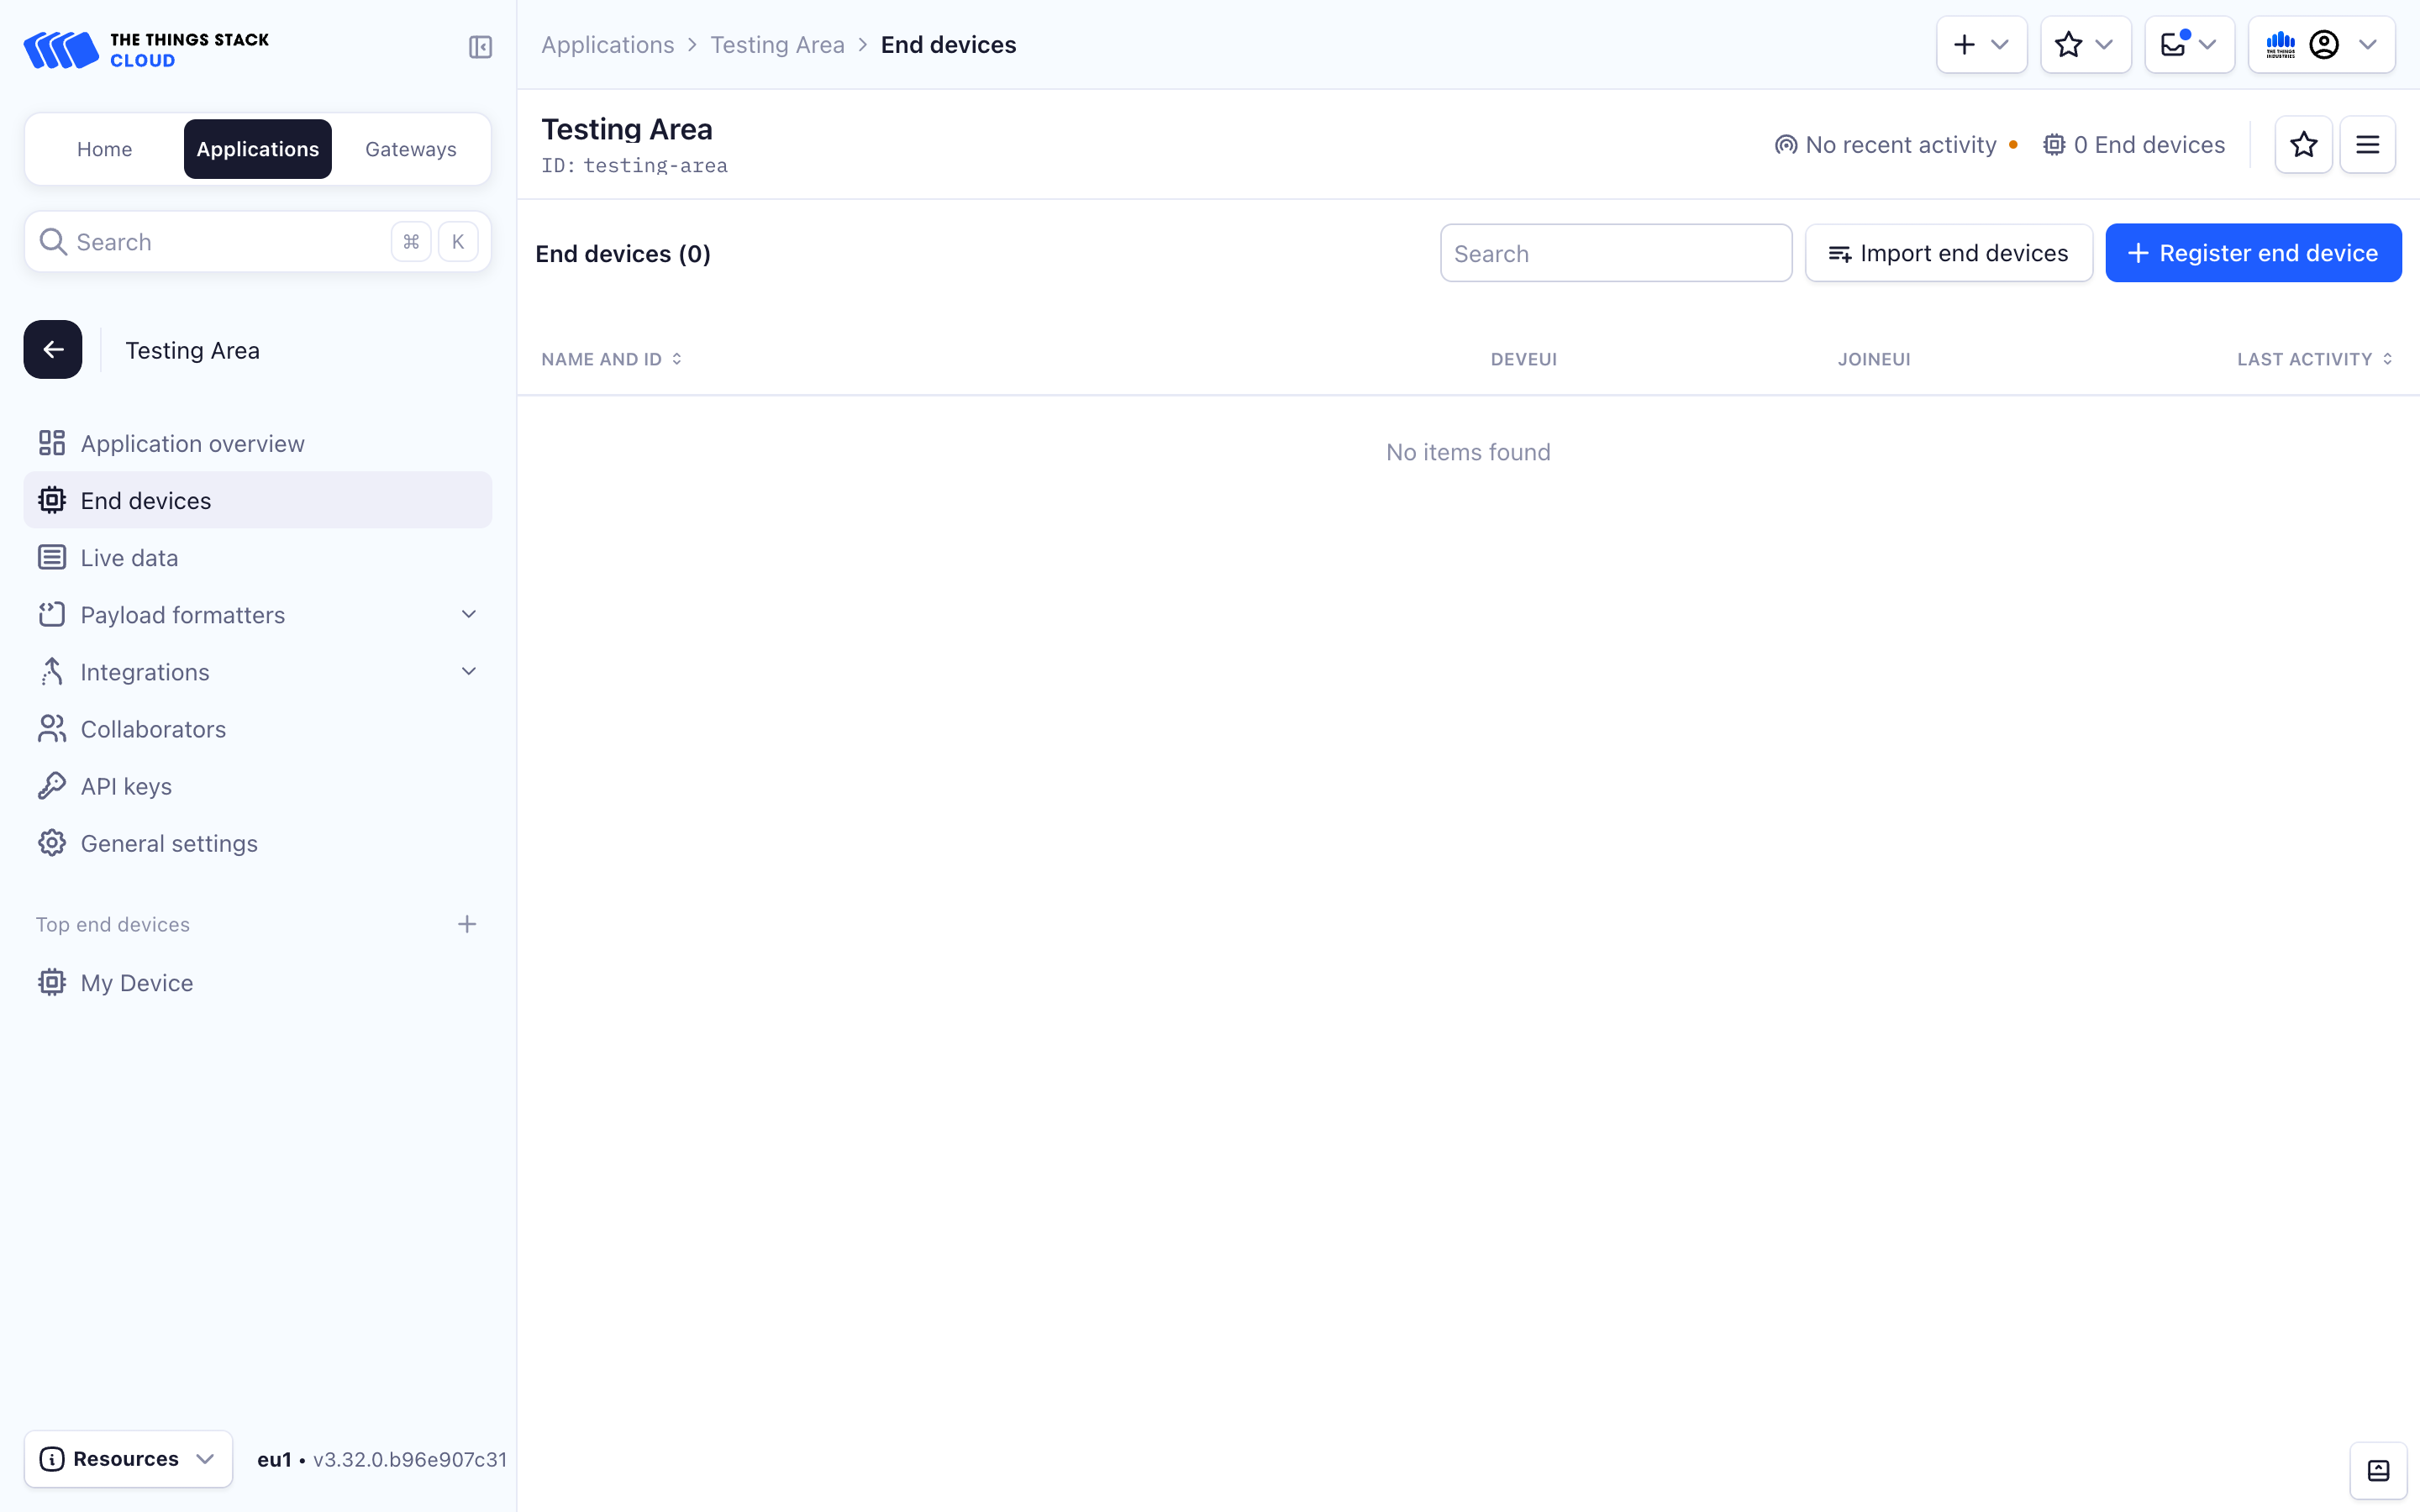 THE THINGS STACK
CLOUD
Home
Applications
Gateways
Search
⌘ K
Testing Area
Application overview
End devices
Live data
Payload formatters
Integrations
Collaborators
API keys
General settings
Top end devices
My Device
Resources
eu1 • v3.32.0.b96e907c31
Applications > Testing Area > End devices
THE THINGS
INDUSTRIES
Testing Area
ID: testing-area
No recent activity
0 End devices
End devices (0)
Search
Import end devices
Register end device
NAME AND ID
DEVEUI
JOINEUI
LAST ACTIVITY
No items found